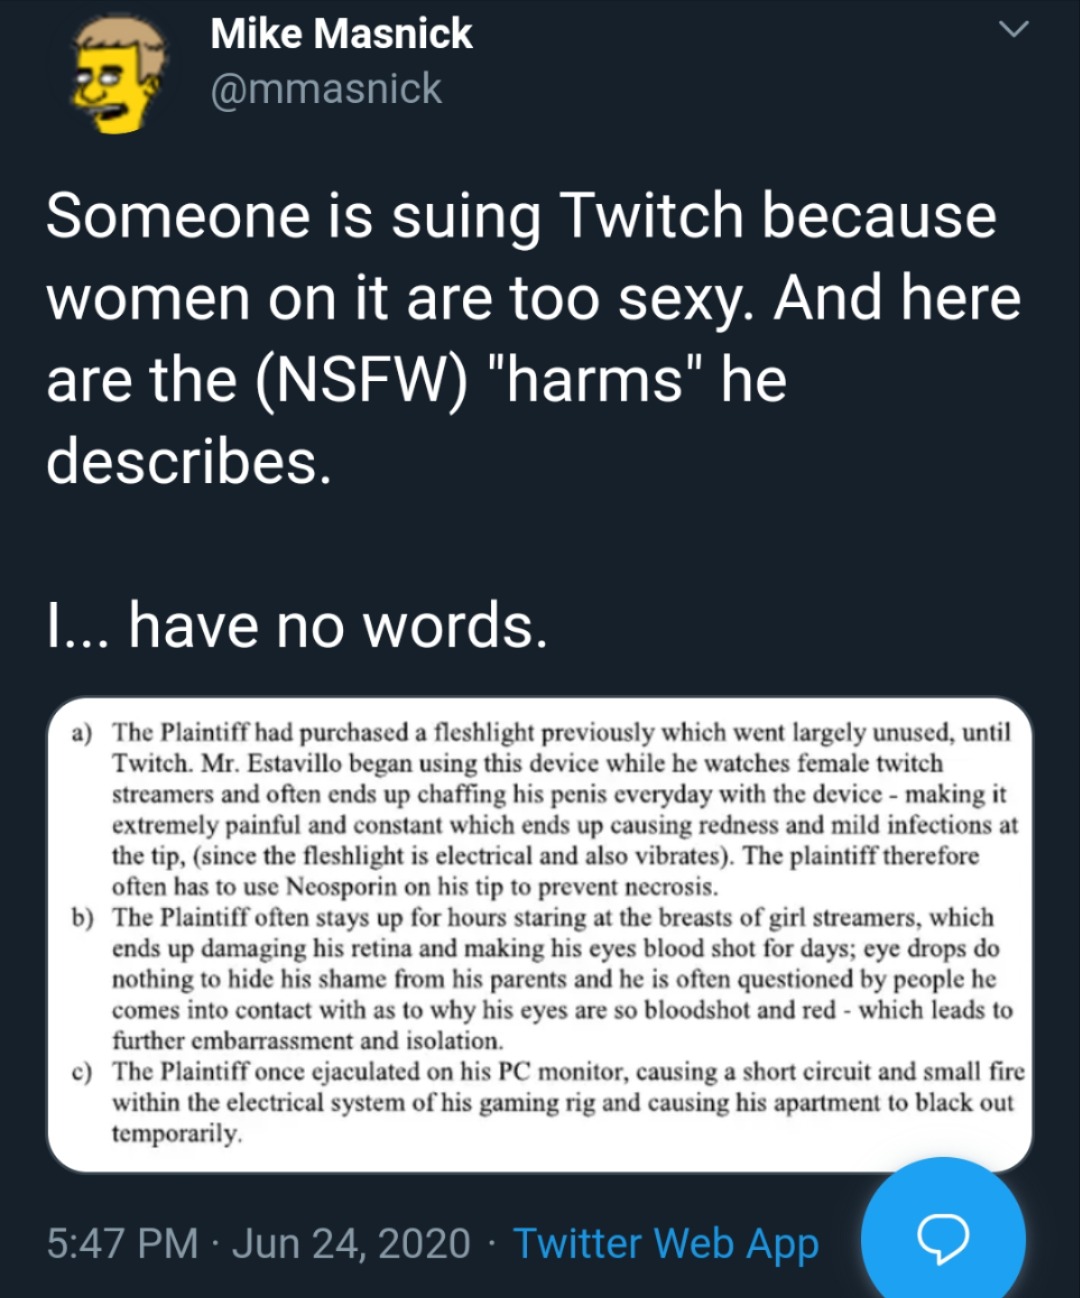 Mike Masnick
@mmasnick
Someone is suing Twitch because
women on it are too sexy. And here
are the (NSFW) "harms" he
describes.
I... have no words.
a) The Plaintiff had purchased a fleshlight previously which went largely unused, until
Twitch. Mr. Estavillo began using this device while he watches female twitch
streamers and often ends up chaffing his penis everyday with the device - making it
extremely painful and constant which ends up causing redness and mild infections at
the tip, (since the fleshlight is electrical and also vibrates). The plaintiff therefore
often has to use Neosporin on his tip to prevent necrosis.
b) The Plaintiff often stays up for hours staring at the breasts of girl streamers, which
ends up damaging his retina and making his eyes blood shot for days; eye drops do
nothing to hide his shame from his parents and he is often questioned by people he
comes into contact with as to why his eyes are so bloodshot and red - which leads to
further embarrassment and isolation.
c) The Plaintiff once ejaculated on his PC monitor, causing a short circuit and small fire
within the electrical system of his gaming rig and causing his apartment to black out
temporarily.
5:47 PM · Jun 24, 2020 · Twitter Web App